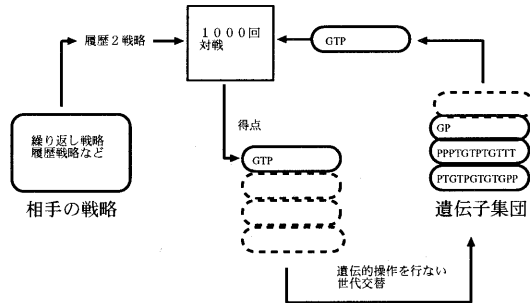 履歴２戦略
１０００回
対戦
GTP
得点
繰り返し戦略
履歴戦略など
相手の戦略
GTP
GP
PPPTGTPTGTTT
PTGTPGTGTGPP
遺伝子集団
遺伝的操作を行ない
世代交替